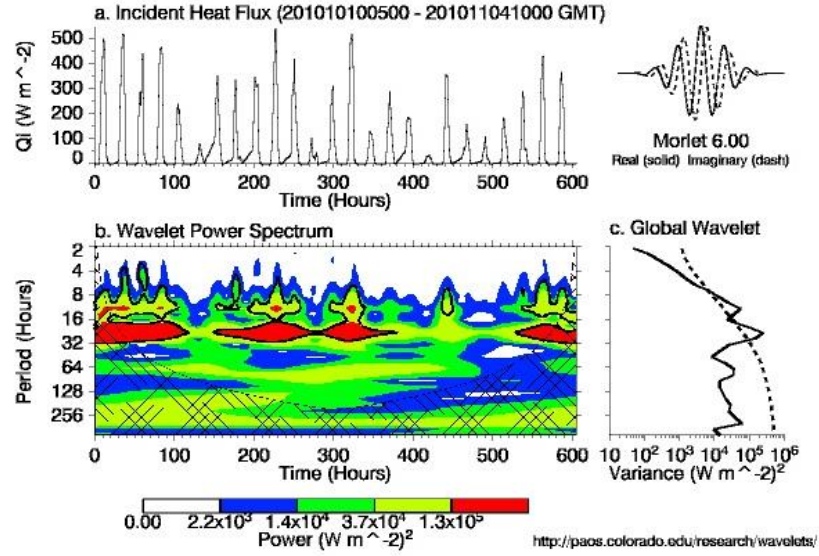 a. Incident Heat Flux (201010100500 - 201011041000 GMT)
Qi (W m^-2)
500
400
300
200
100
0
0 100 200 300 400 500 600
Time (Hours)
Morlet 6.00
Real (solid) Imaginary (dash)
b. Wavelet Power Spectrum
Period (Hours)
2
4
8
16
32
64
128
256
0 100 200 300 400 500 600
Time (Hours)
c. Global Wavelet
10 10² 10³ 10⁴ 10⁵ 10⁶
Variance (W m^-2)²
0.00 2.2x10³ 1.4x10⁴ 3.7x10⁴ 1.3x10⁵
Power (W m^-2)²
http://paos.colorado.edu/research/wavelets/